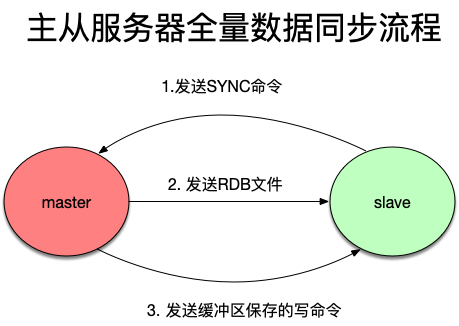 主从服务器全量数据同步流程
1.发送SYNC命令
2. 发送RDB文件
master
slave
3. 发送缓冲区保存的写命令